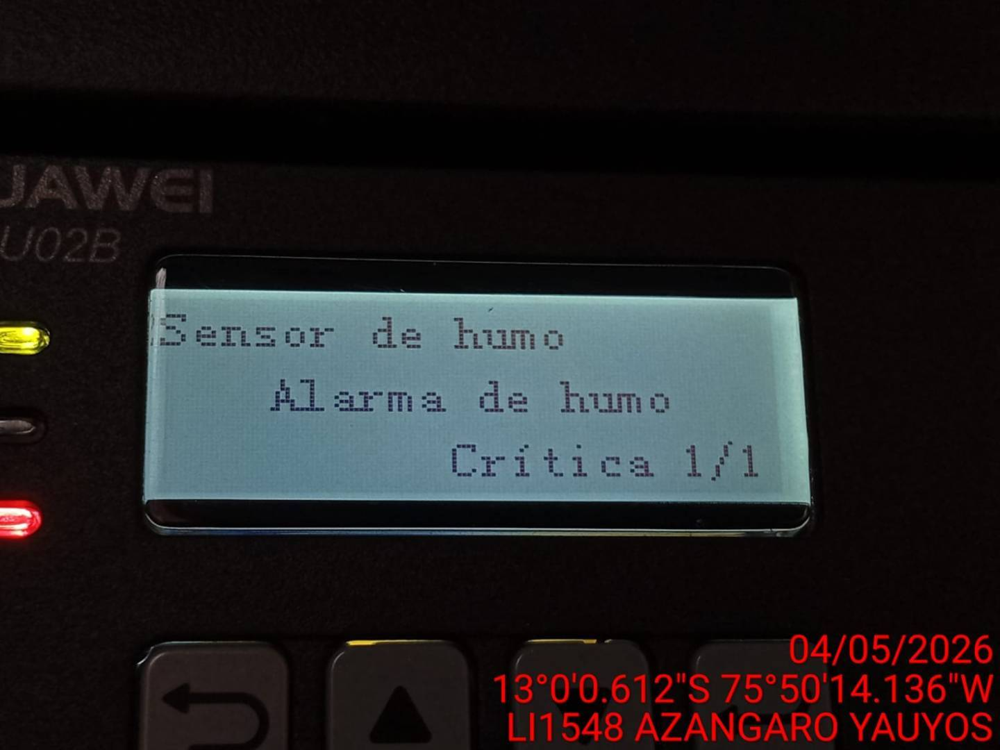 UAWEI
U02B
Sensor de humo
Alarma de humo
Crítica 1/1
04/05/2026
13°0'0.612"S 75°50'14.136"W
LI1548 AZANGARO YAUYOS